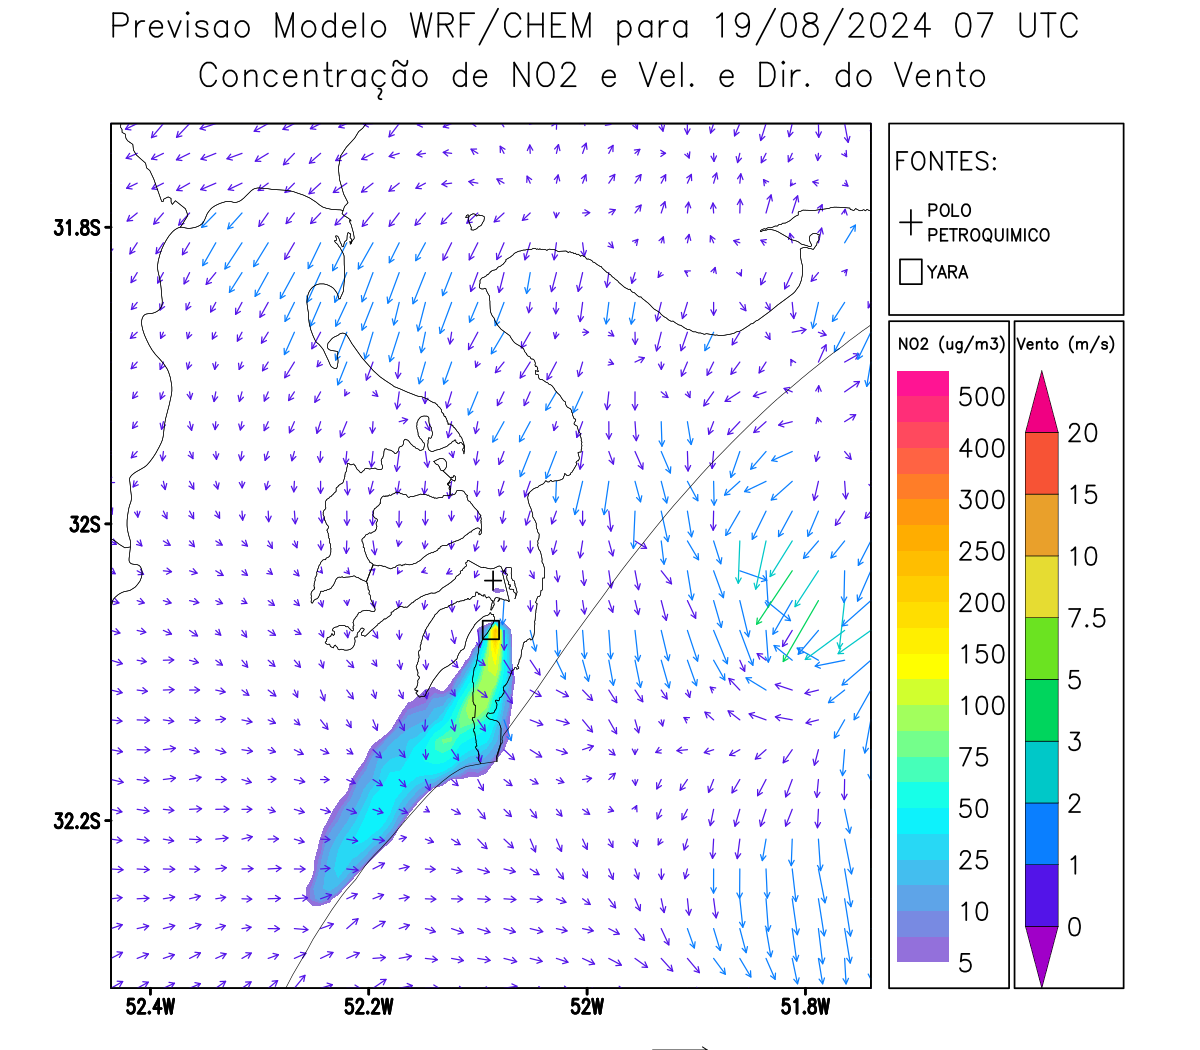 Previsao Modelo WRF/CHEM para 19/08/2024 07 UTC
Concentração de NO2 e Vel. e Dir. do Vento
FONTES:
POLO
PETROQUIMICO
YARA
NO2 (ug/m3)
500
400
300
250
200
150
100
75
50
25
10
5
Vento (m/s)
20
15
10
7.5
5
3
2
1
0
31.8S
32S
32.2S
52.4W
52.2W
52W
51.8W